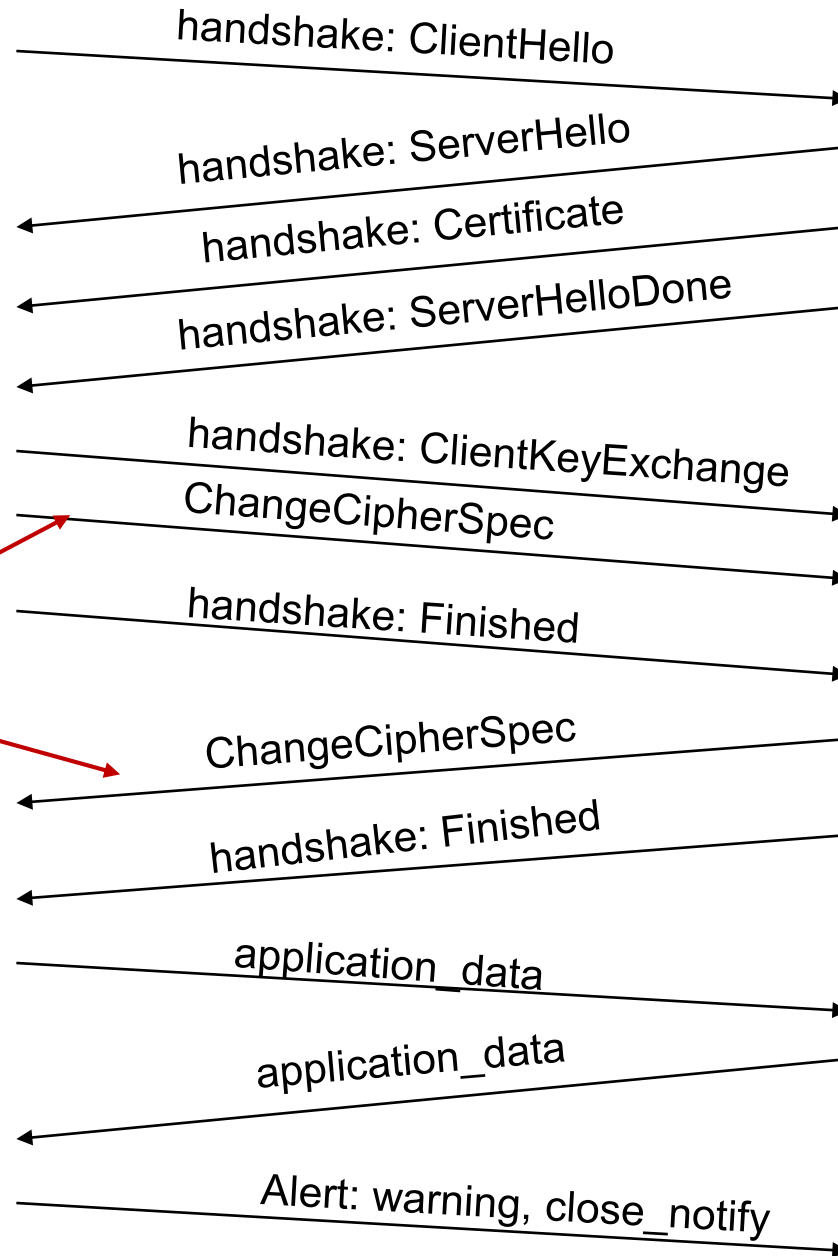 handshake: ClientHello
handshake: ServerHello
handshake: Certificate
handshake: ServerHelloDone
handshake: ClientKeyExchange
ChangeCipherSpec
handshake: Finished
ChangeCipherSpec
handshake: Finished
application_data
application_data
Alert: warning, close_notify